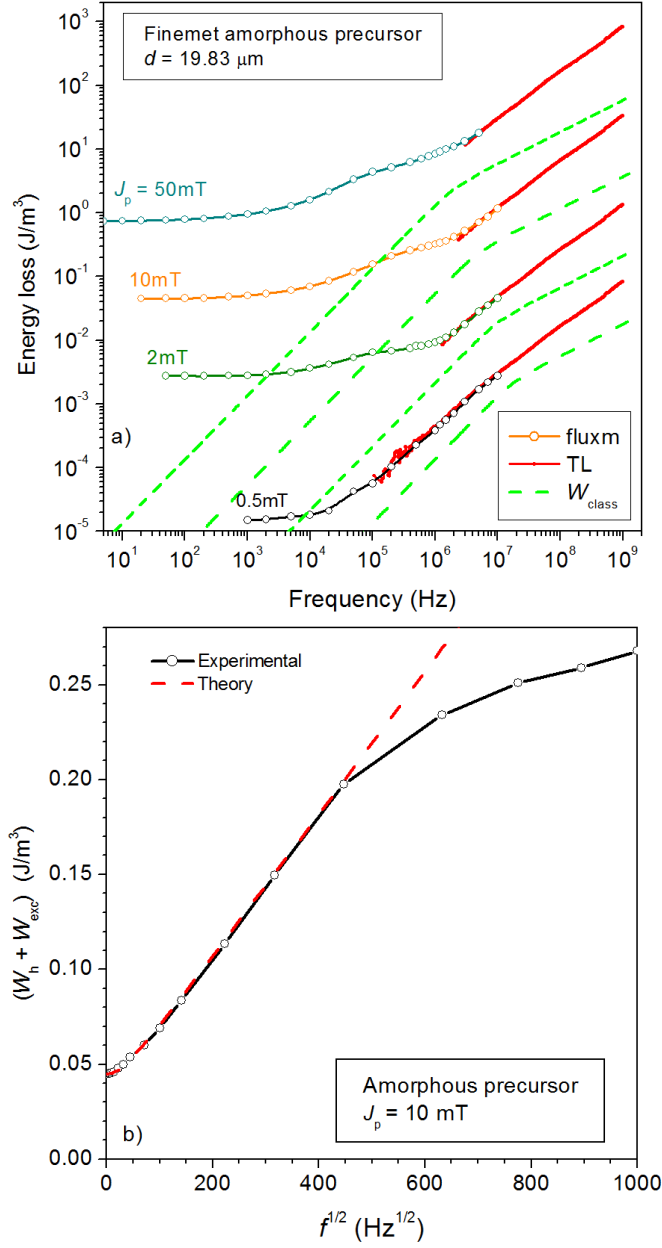 Finemet amorphous precursor
d = 19.83 μm
10³
10²
10¹
10⁰
10⁻¹
10⁻²
10⁻³
10⁻⁴
10⁻⁵
Energy loss (J/m³)
Jp = 50mT
10mT
2mT
0.5mT
a)
fluxm
TL
Wclass
10¹ 10² 10³ 10⁴ 10⁵ 10⁶ 10⁷ 10⁸ 10⁹
Frequency (Hz)
Experimental
Theory
0.25
0.20
0.15
0.10
0.05
0.00
(Wh + Wexc) (J/m³)
Amorphous precursor
Jp = 10 mT
b)
0 200 400 600 800 1000
f¹/² (Hz¹/²)